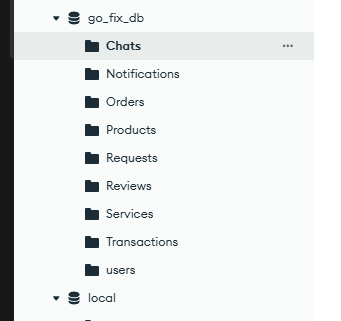 go_fix_db
Chats
Notifications
Orders
Products
Requests
Reviews
Services
Transactions
users
local